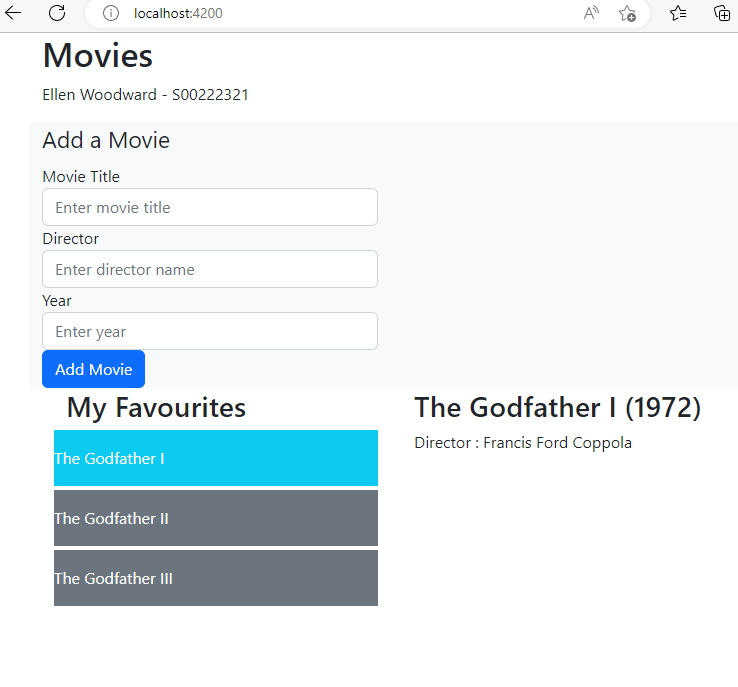 localhost:4200
Movies
Ellen Woodward - S00222321
Add a Movie
Movie Title
Enter movie title
Director
Enter director name
Year
Enter year
Add Movie
My Favourites
The Godfather I
The Godfather II
The Godfather III
The Godfather I (1972)
Director : Francis Ford Coppola